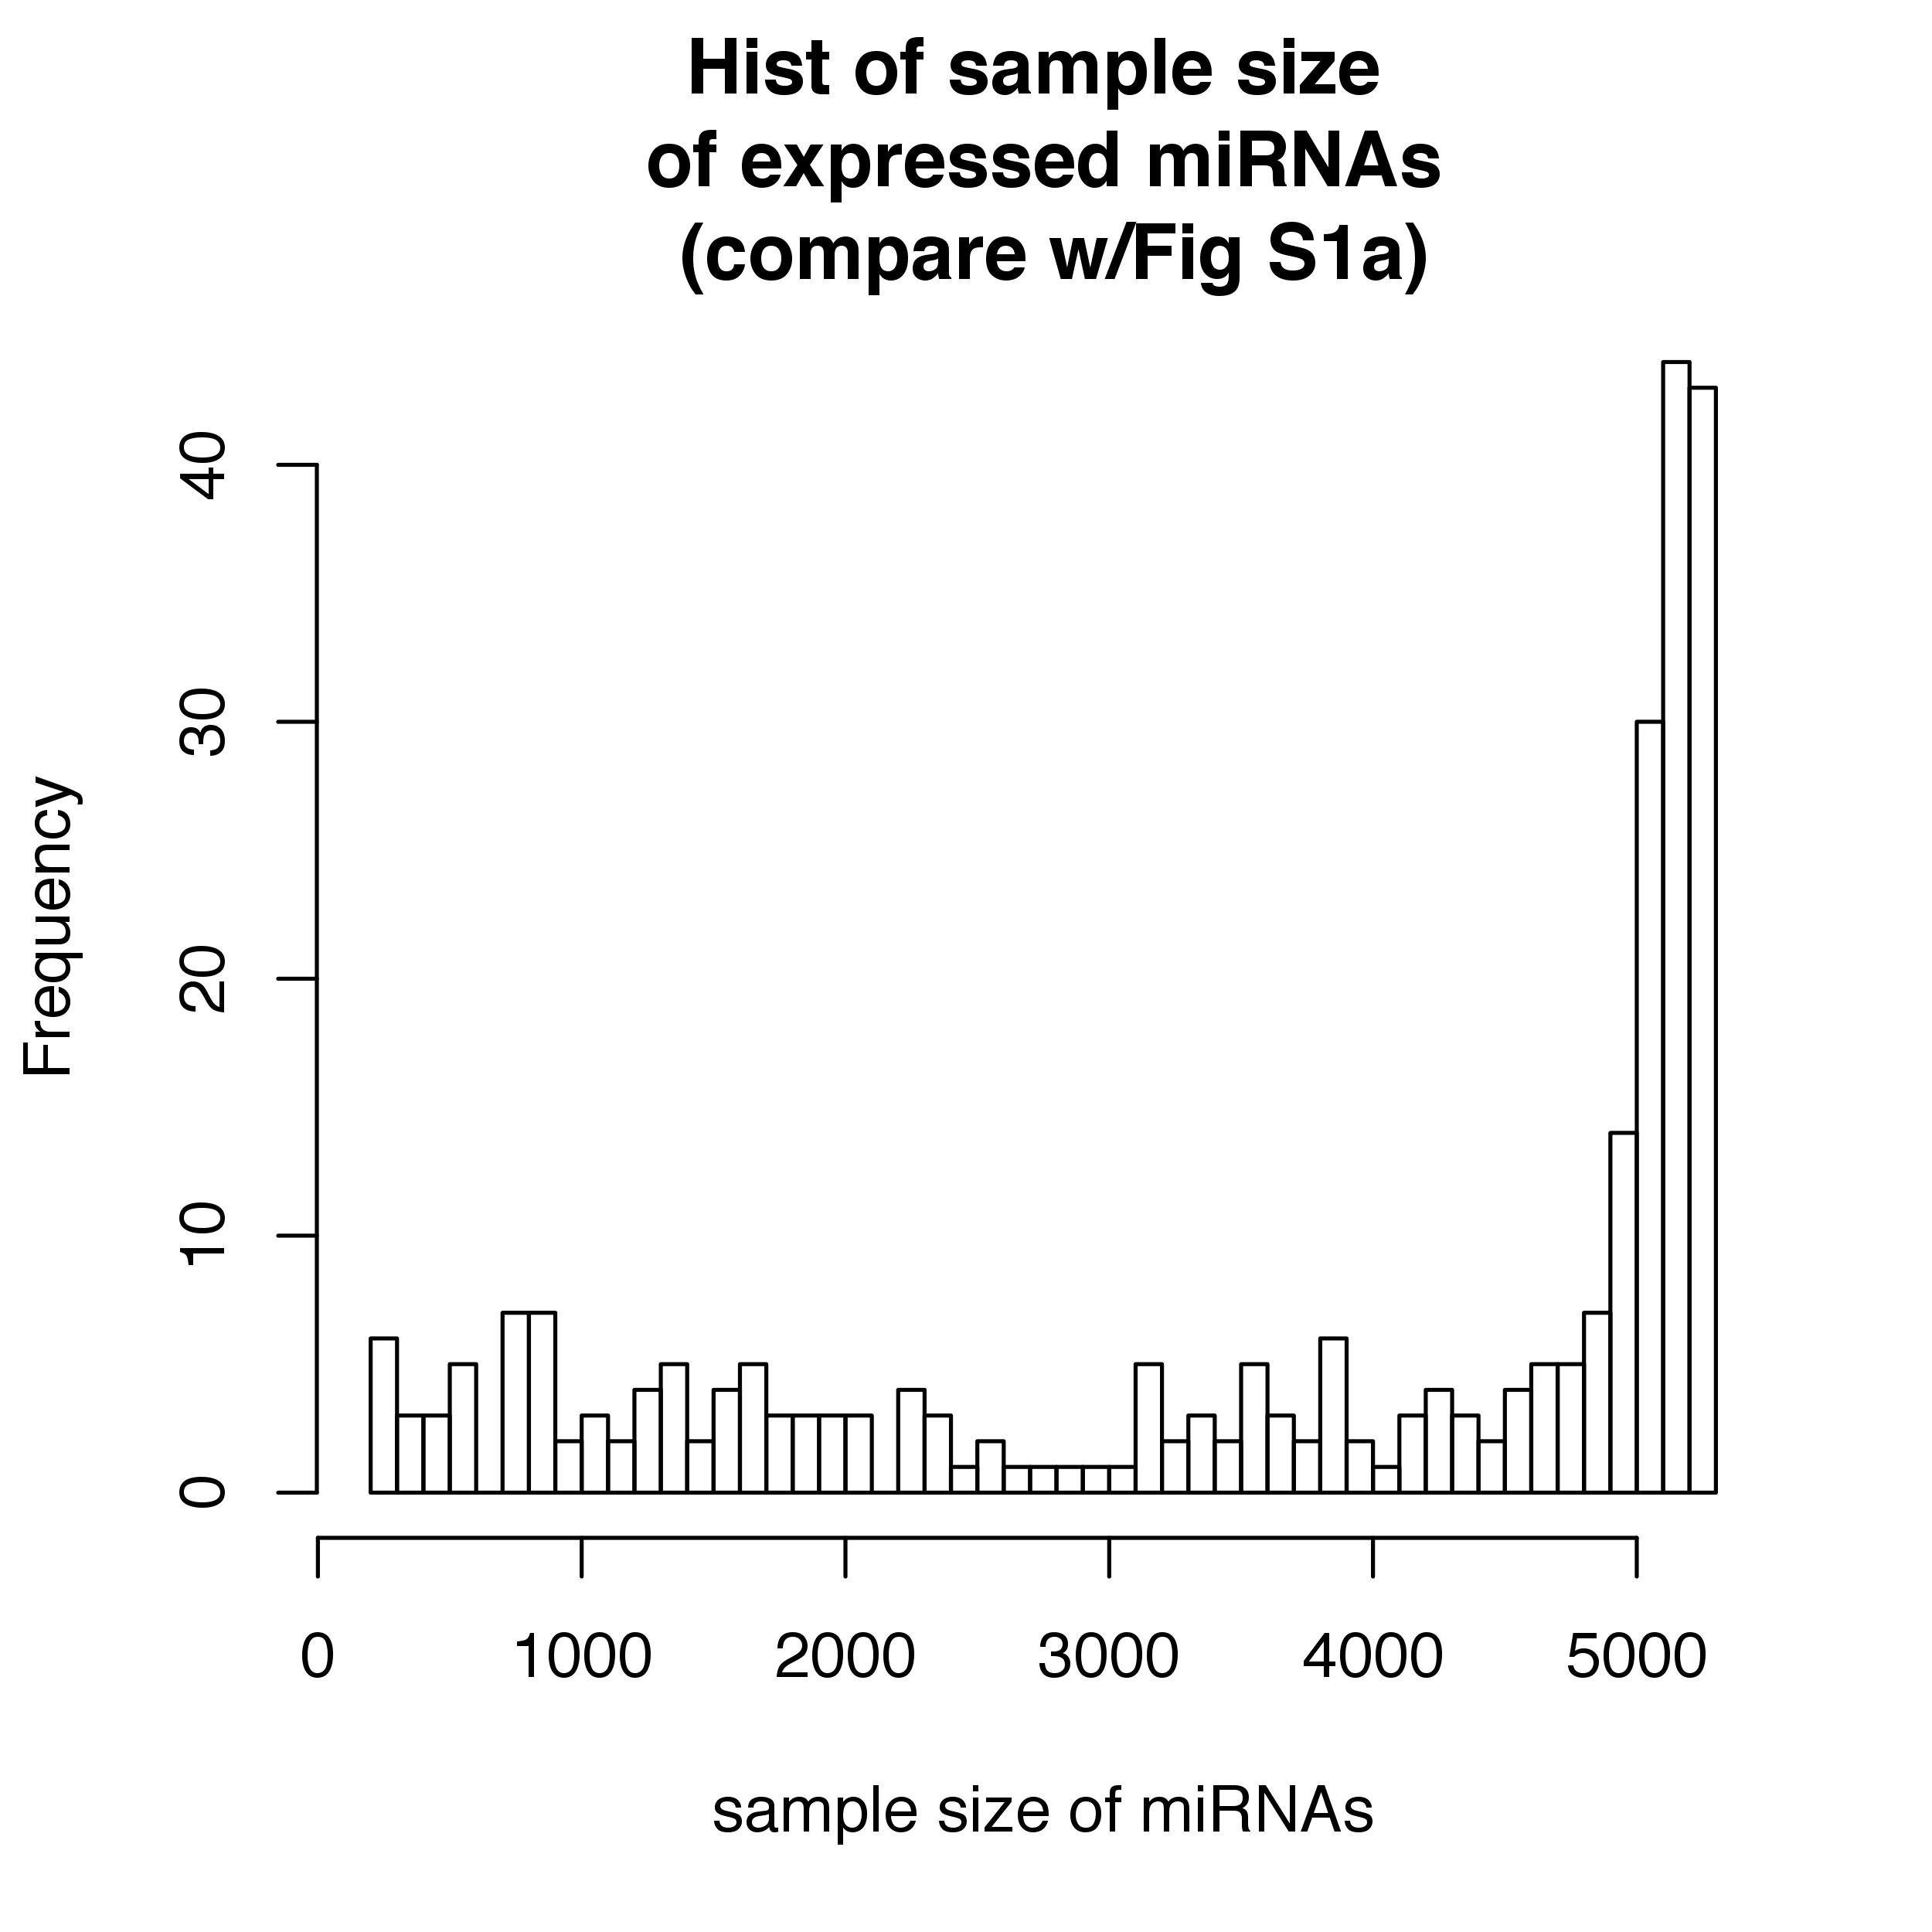 Hist of sample size
of expressed miRNAs
(compare w/Fig S1a)
Frequency
40
30
20
10
0
0 1000 2000 3000 4000 5000
sample size of miRNAs